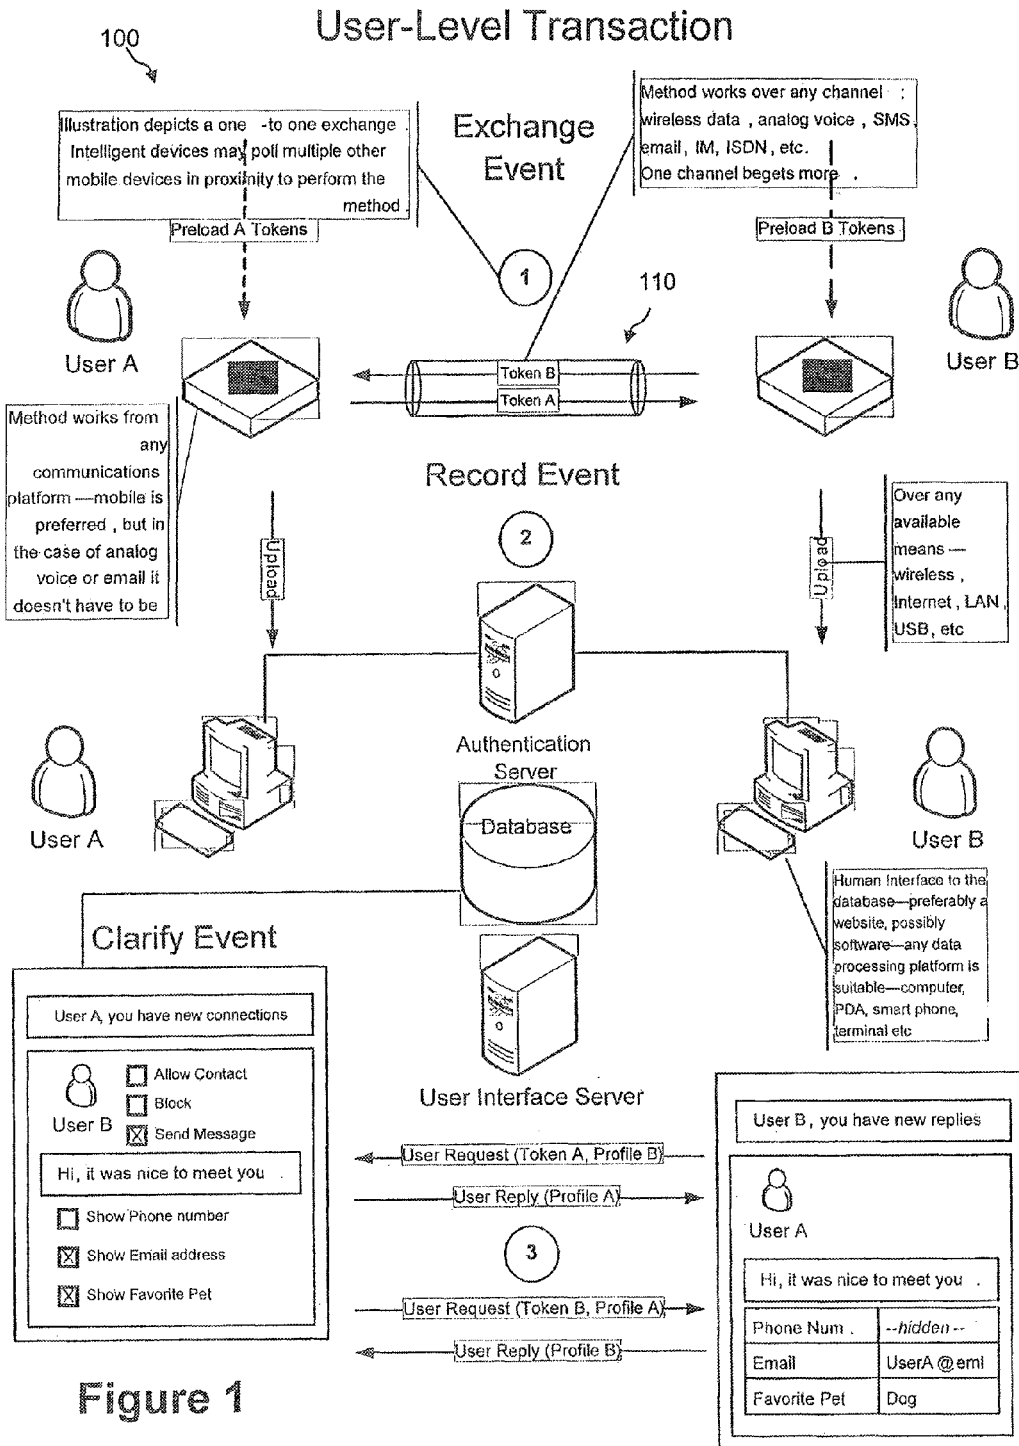 User-Level Transaction
100
Illustration depicts a one -to one exchange .
Intelligent devices may poll multiple other
mobile devices in proximity to perform the
method .
Exchange
Event
Method works over any channel :
wireless data , analog voice , SMS ,
email , IM , ISDN , etc.
One channel begets more .
Preload A Tokens
Preload B Tokens
1
110
User A
User B
Token B
Token A
Method works from
any
communications
platform —mobile is
preferred , but in
the case of analog
voice or email it
doesn't have to be
Record Event
2
Upload
Upload
Over any
available
means —
wireless ,
Internet , LAN ,
USB , etc
Authentication
Server
User A
User B
Database
Human Interface to the
database—preferably a
website, possibly
software—any data
processing platform is
suitable—computer,
PDA, smart phone,
terminal etc
Clarify Event
User A, you have new connections
User B
Allow Contact
Block
Send Message
Hi, it was nice to meet you .
Show Phone number
Show Email address
Show Favorite Pet
User Interface Server
User Request (Token A, Profile B)
User Reply (Profile A)
3
User Request (Token B, Profile A)
User Reply (Profile B)
User B, you have new replies
User A
Hi, it was nice to meet you .
Phone Num . --hidden --
Email UserA @eml
Favorite Pet Dog
Figure 1